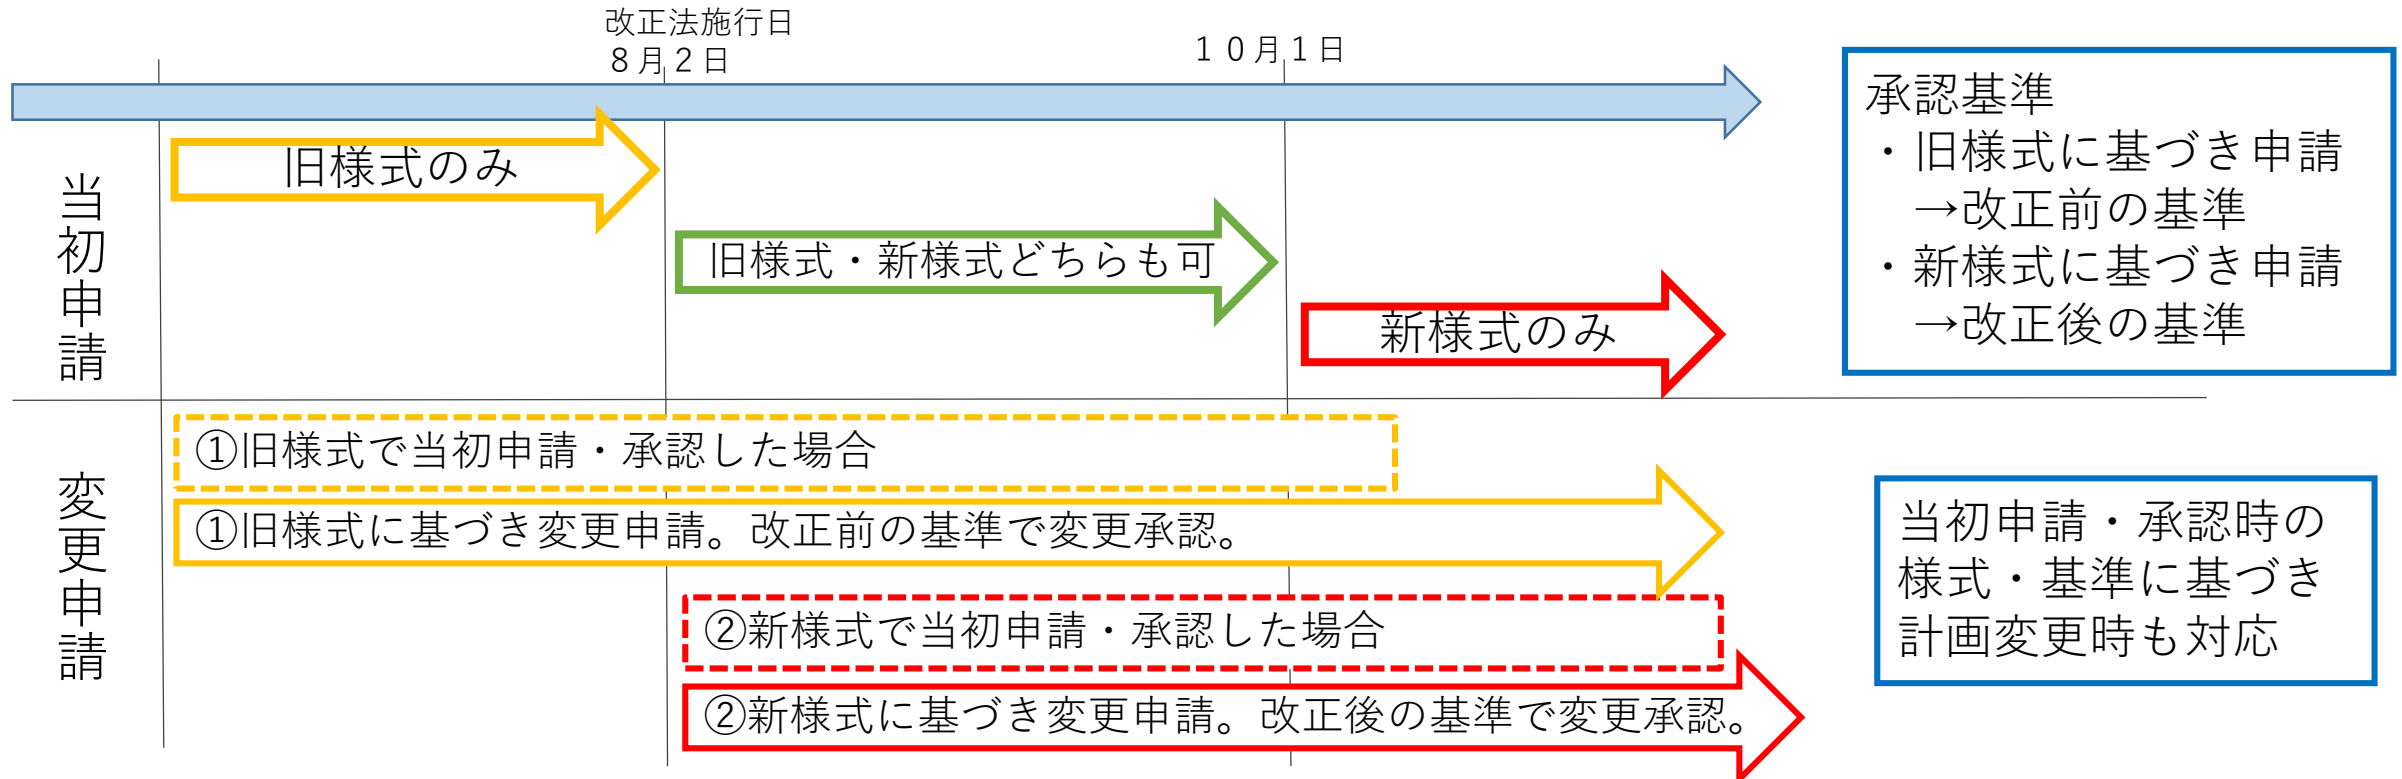 改正法施行日
８月２日
１０月１日
当初申請
旧様式のみ
旧様式・新様式どちらも可
新様式のみ
承認基準
・旧様式に基づき申請
→改正前の基準
・新様式に基づき申請
→改正後の基準
変更申請
①旧様式で当初申請・承認した場合
①旧様式に基づき変更申請。改正前の基準で変更承認。
②新様式で当初申請・承認した場合
②新様式に基づき変更申請。改正後の基準で変更承認。
当初申請・承認時の
様式・基準に基づき
計画変更時も対応